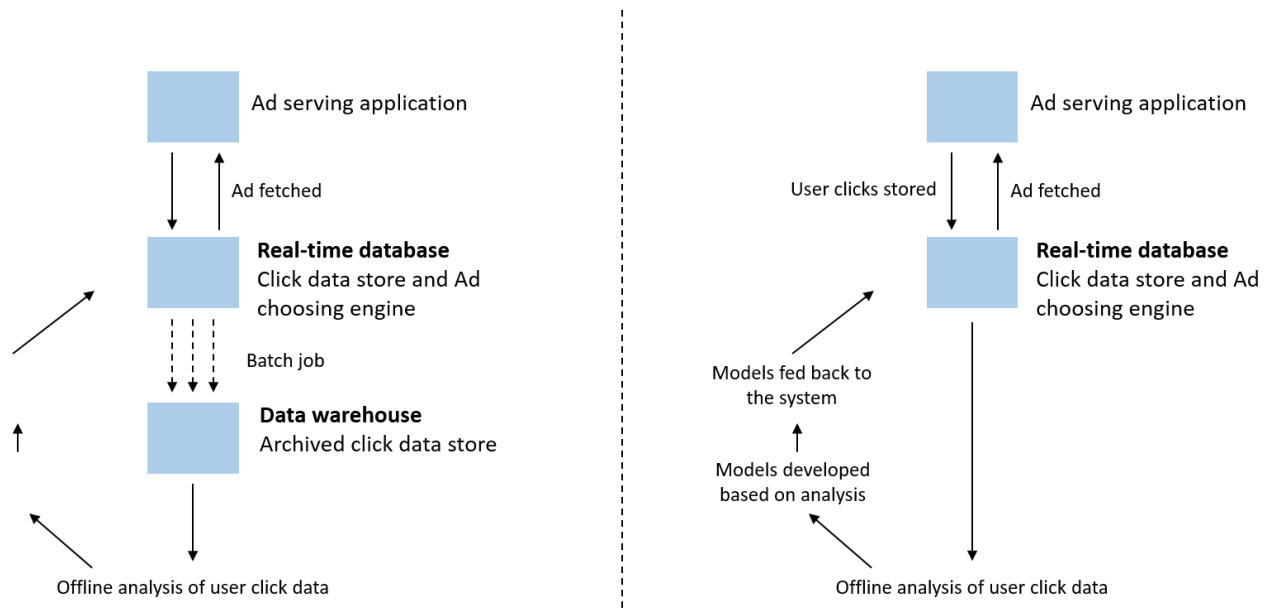 Ad serving application
Ad fetched
Real-time database
Click data store and Ad
choosing engine
Batch job
Data warehouse
Archived click data store
Offline analysis of user click data
Ad serving application
User clicks stored
Ad fetched
Real-time database
Click data store and Ad
choosing engine
Models fed back to
the system
Models developed
based on analysis
Offline analysis of user click data